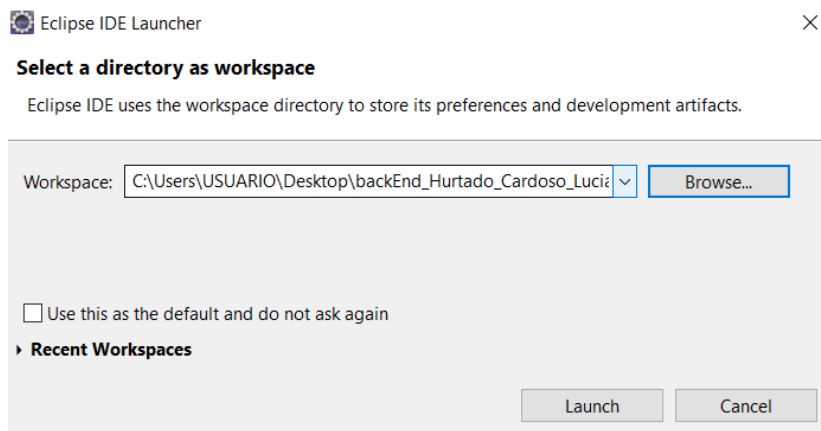 Eclipse IDE Launcher
Select a directory as workspace
Eclipse IDE uses the workspace directory to store its preferences and development artifacts.
Workspace: C:\Users\USUARIO\Desktop\backEnd_Hurtado_Cardoso_Lucia Browse...
Use this as the default and do not ask again
Recent Workspaces
Launch Cancel